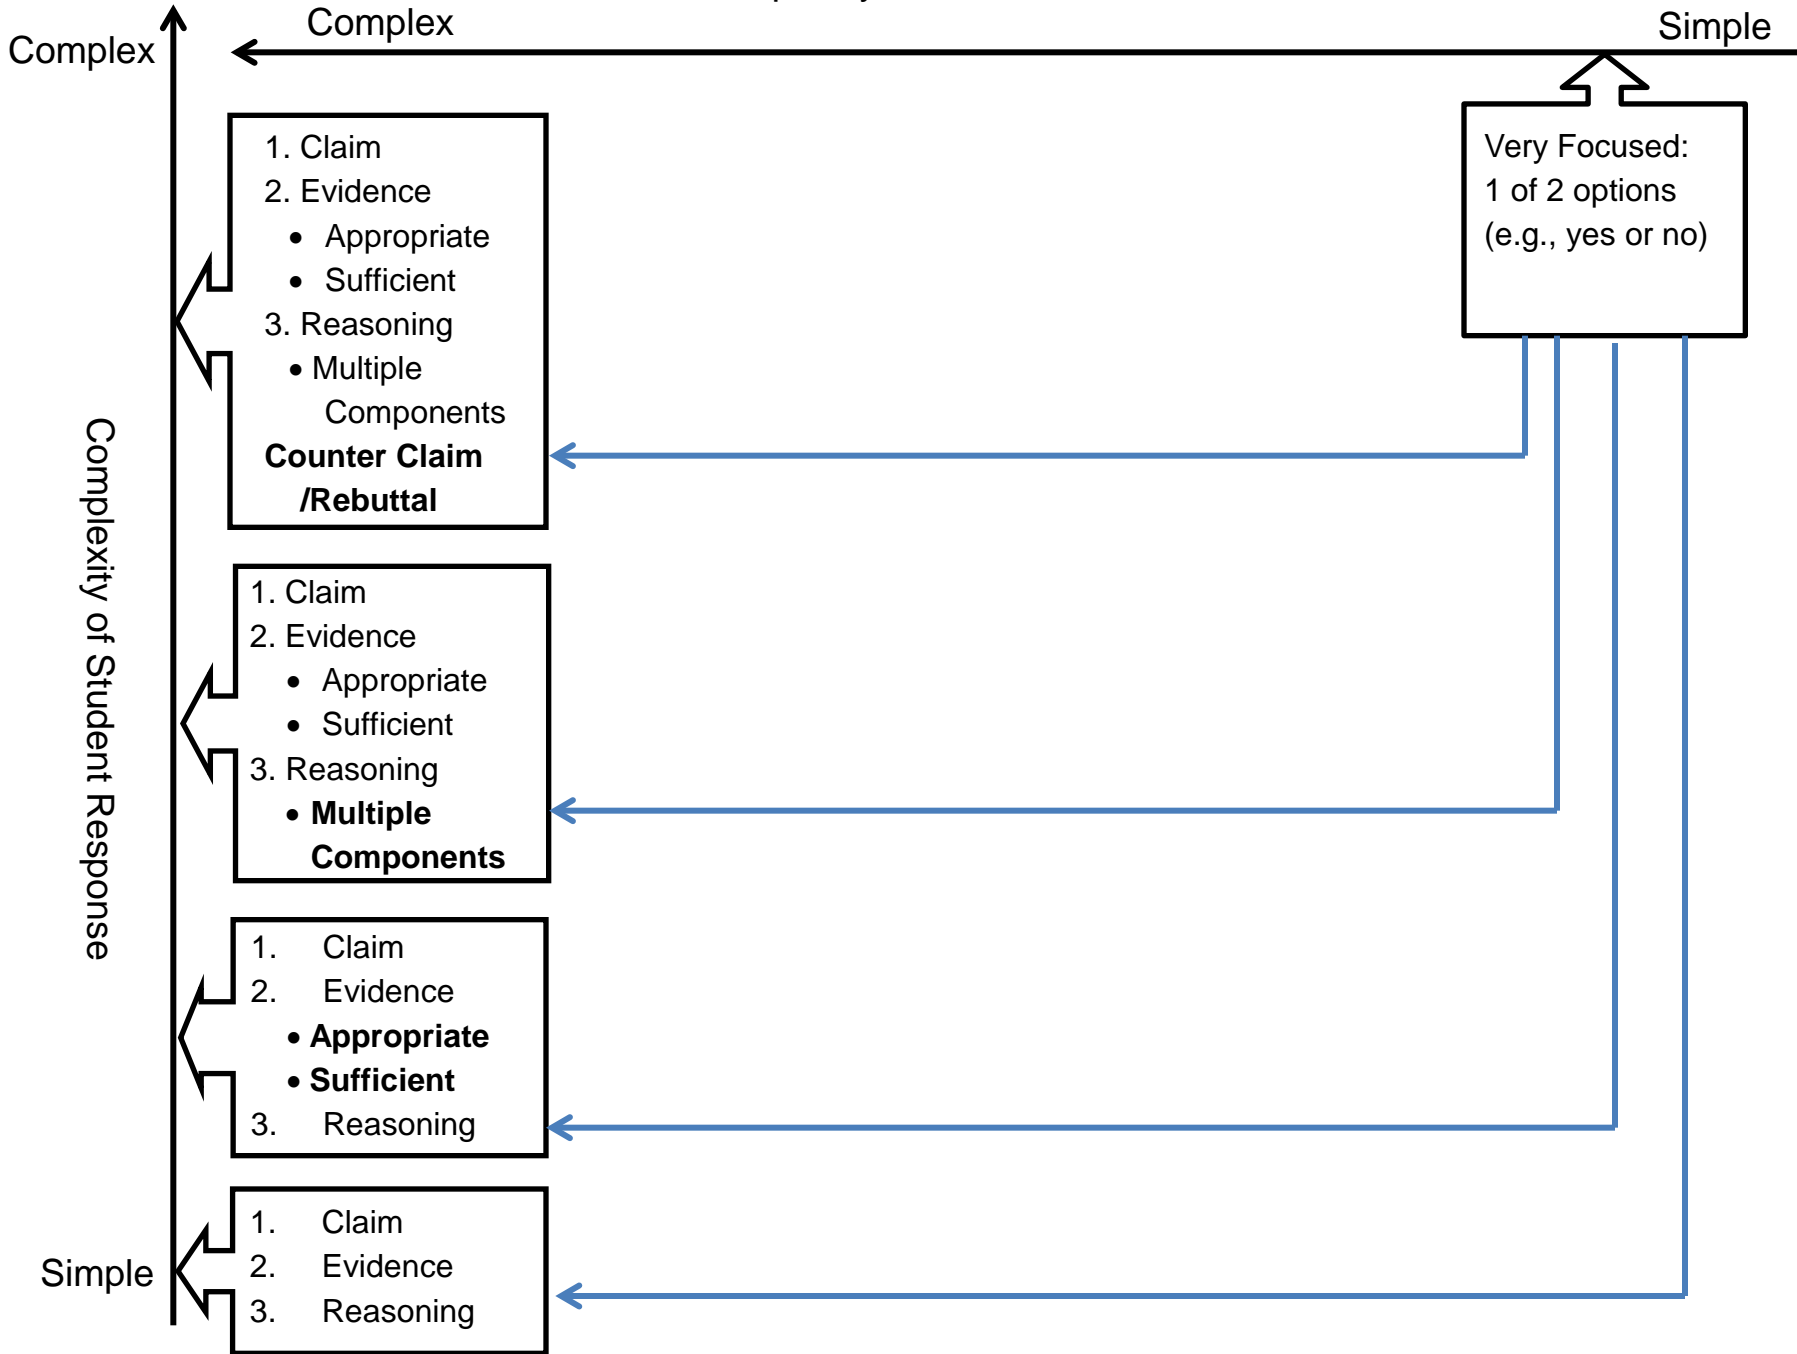 Complex
Simple
Complex
1. Claim
2. Evidence
• Appropriate
• Sufficient
3. Reasoning
• Multiple
Components
Counter Claim
/Rebuttal
Very Focused:
1 of 2 options
(e.g., yes or no)
Complexity of Student Response
1. Claim
2. Evidence
• Appropriate
• Sufficient
3. Reasoning
• Multiple
Components
1. Claim
2. Evidence
• Appropriate
• Sufficient
3. Reasoning
Simple
1. Claim
2. Evidence
3. Reasoning